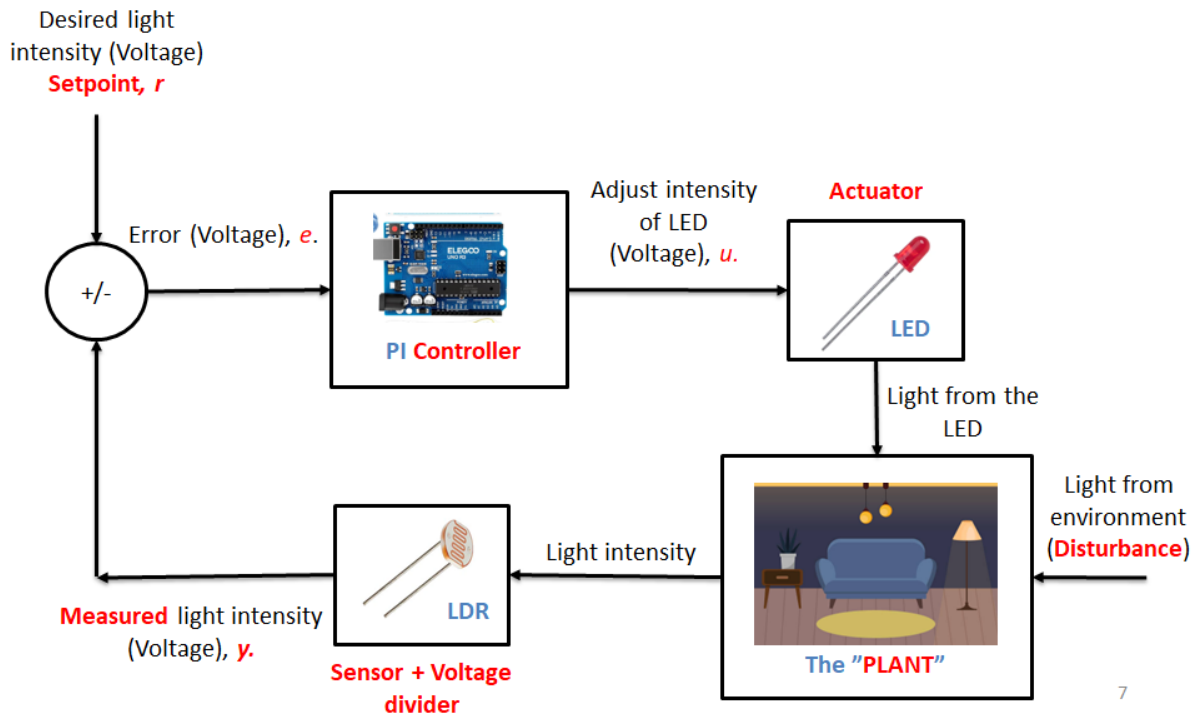 Desired light
intensity (Voltage)
Setpoint, r
+/-
Error (Voltage), e.
ELEGOO
UNO R3
PI Controller
Adjust intensity
of LED
(Voltage), u.
Actuator
LED
Light from the
LED
Light from
environment
(Disturbance)
The ”PLANT”
Light intensity
LDR
Sensor + Voltage
divider
Measured light intensity
(Voltage), y.
7